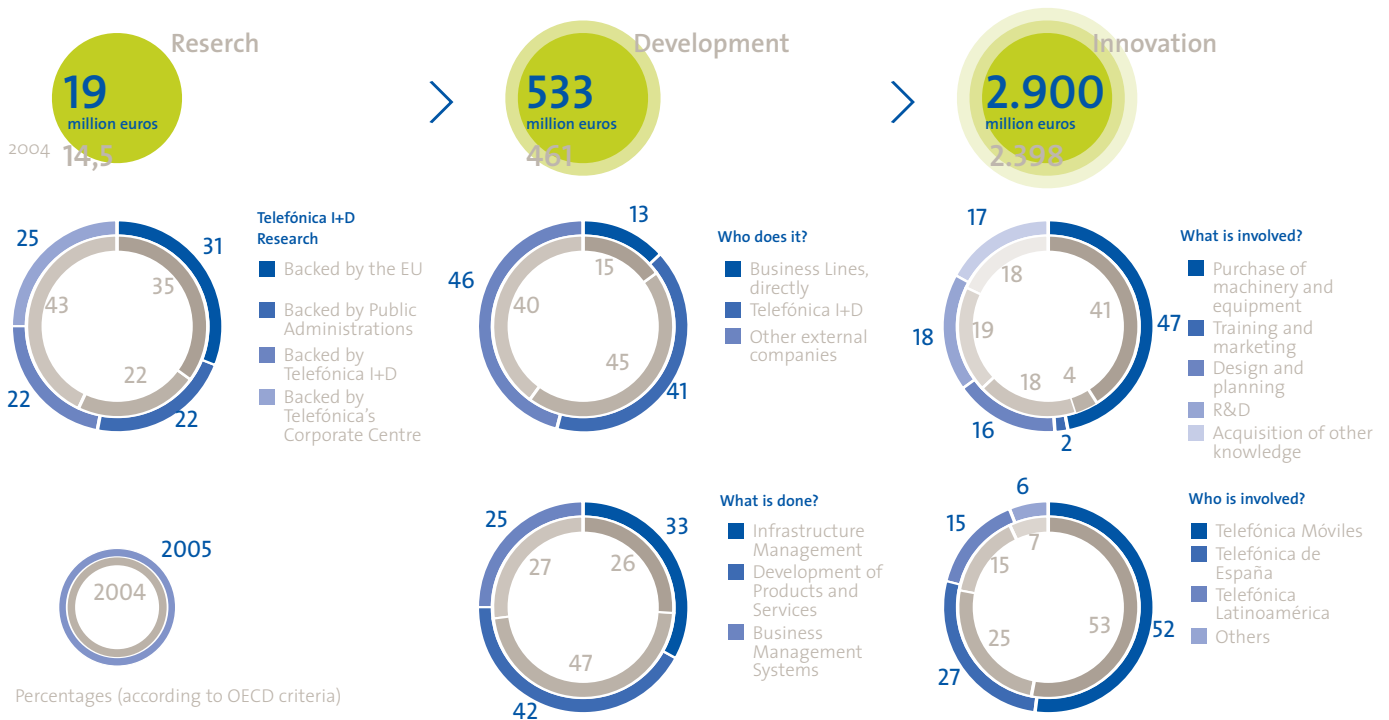 Reserch
19
million euros
2004
14,5
Development
533
million euros
461
Innovation
2.900
million euros
2.398
25
31
43
35
22
22
22
Telefónica I+D
Research
Backed by the EU
Backed by Public
Administrations
Backed by
Telefónica I+D
Backed by
Telefónica's
Corporate Centre
13
15
46
40
45
41
Who does it?
Business Lines,
directly
Telefónica I+D
Other external
companies
17
18
41
47
18
19
18
4
16
2
What is involved?
Purchase of
machinery and
equipment
Training and
marketing
Design and
planning
R&D
Acquisition of other
knowledge
2005
2004
Percentages (according to OECD criteria)
25
33
27
26
47
42
What is done?
Infrastructure
Management
Development of
Products and
Services
Business
Management
Systems
6
15
7
15
53
52
25
27
Who is involved?
Telefónica Móviles
Telefónica de
España
Telefónica
Latinoamérica
Others